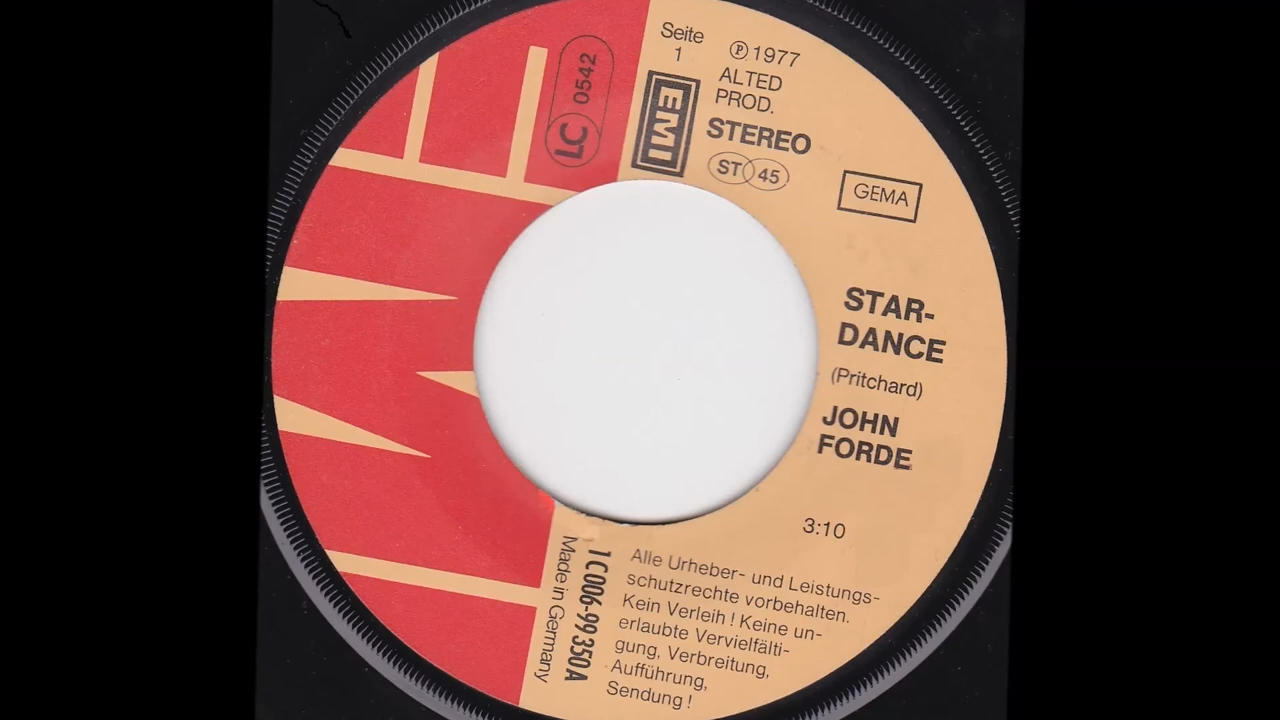 Seite
1
℗ 1977
ALTED
PROD.
STEREO
ST 45
EMI
LC 0542
GEMA
STAR-
DANCE
(Pritchard)
JOHN
FORDE
3:10
1C006-99350A
Made in Germany
Alle Urheber- und Leistungs-
schutzrechte vorbehalten.
Kein Verleih! Keine un-
erlaubte Vervielfälti-
gung, Verbreitung,
Aufführung,
Sendung!